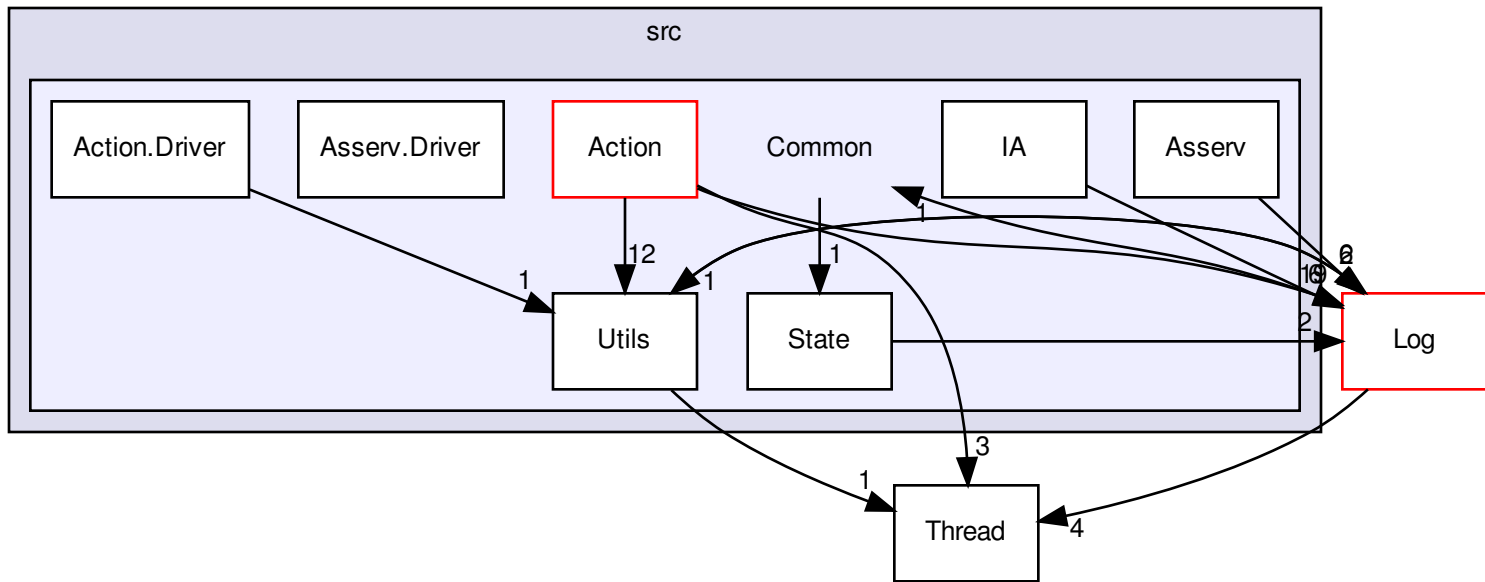 src
Action.Driver
Asserv.Driver
Action
Common
IA
Asserv
1
12
1
1
1
Utils
State
2
Log
1
3
4
Thread